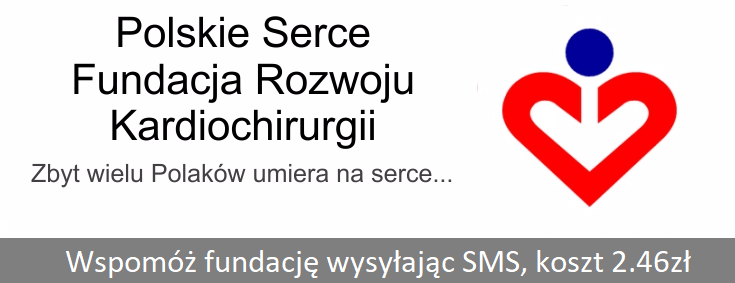 Polskie Serce
Fundacja Rozwoju
Kardiochirurgii
Zbyt wielu Polaków umiera na serce...
Wspomóż fundację wysyłając SMS, koszt 2.46zł